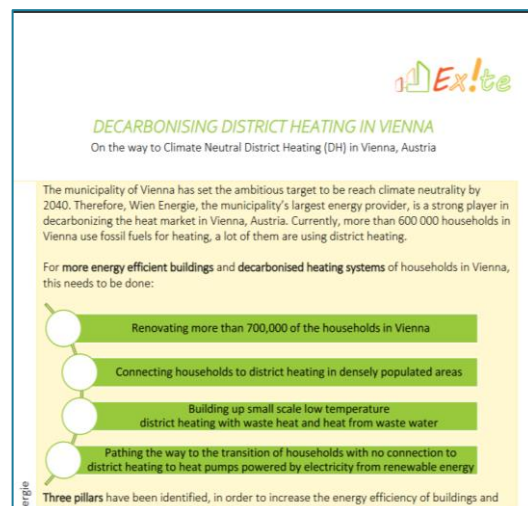 Ex!te
DECARBONISING DISTRICT HEATING IN VIENNA
On the way to Climate Neutral District Heating (DH) in Vienna, Austria
The municipality of Vienna has set the ambitious target to be reach climate neutrality by
2040. Therefore, Wien Energie, the municipality's largest energy provider, is a strong player in
decarbonizing the heat market in Vienna, Austria. Currently, more than 600 000 households in
Vienna use fossil fuels for heating, a lot of them are using district heating.
For more energy efficient buildings and decarbonised heating systems of households in Vienna,
this needs to be done:
Renovating more than 700,000 of the households in Vienna
Connecting households to district heating in densely populated areas
Building up small scale low temperature
district heating with waste heat and heat from waste water
Pathing the way to the transition of households with no connection to
district heating to heat pumps powered by electricity from renewable energy
ergie
Three pillars have been identified, in order to increase the energy efficiency of buildings and